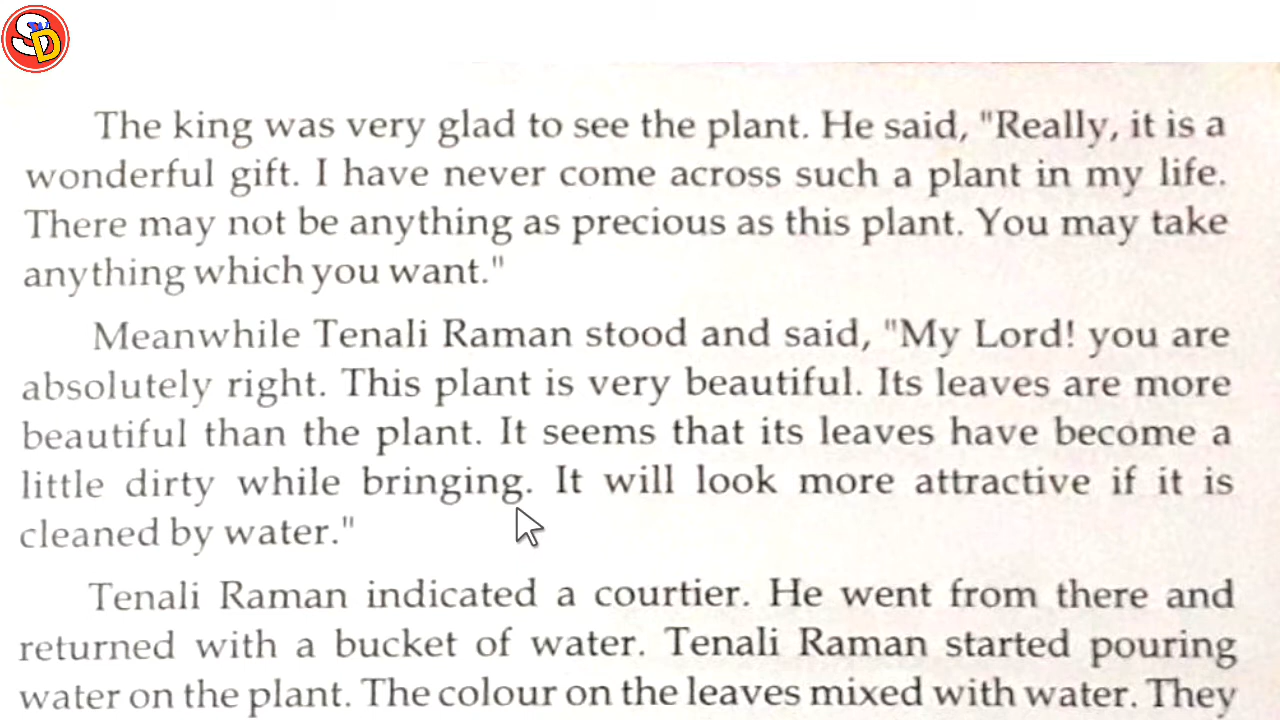 SD
The king was very glad to see the plant. He said, "Really, it is a
wonderful gift. I have never come across such a plant in my life.
There may not be anything as precious as this plant. You may take
anything which you want."
Meanwhile Tenali Raman stood and said, "My Lord! you are
absolutely right. This plant is very beautiful. Its leaves are more
beautiful than the plant. It seems that its leaves have become a
little dirty while bringing. It will look more attractive if it is
cleaned by water."
Tenali Raman indicated a courtier. He went from there and
returned with a bucket of water. Tenali Raman started pouring
water on the plant. The colour on the leaves mixed with water. They